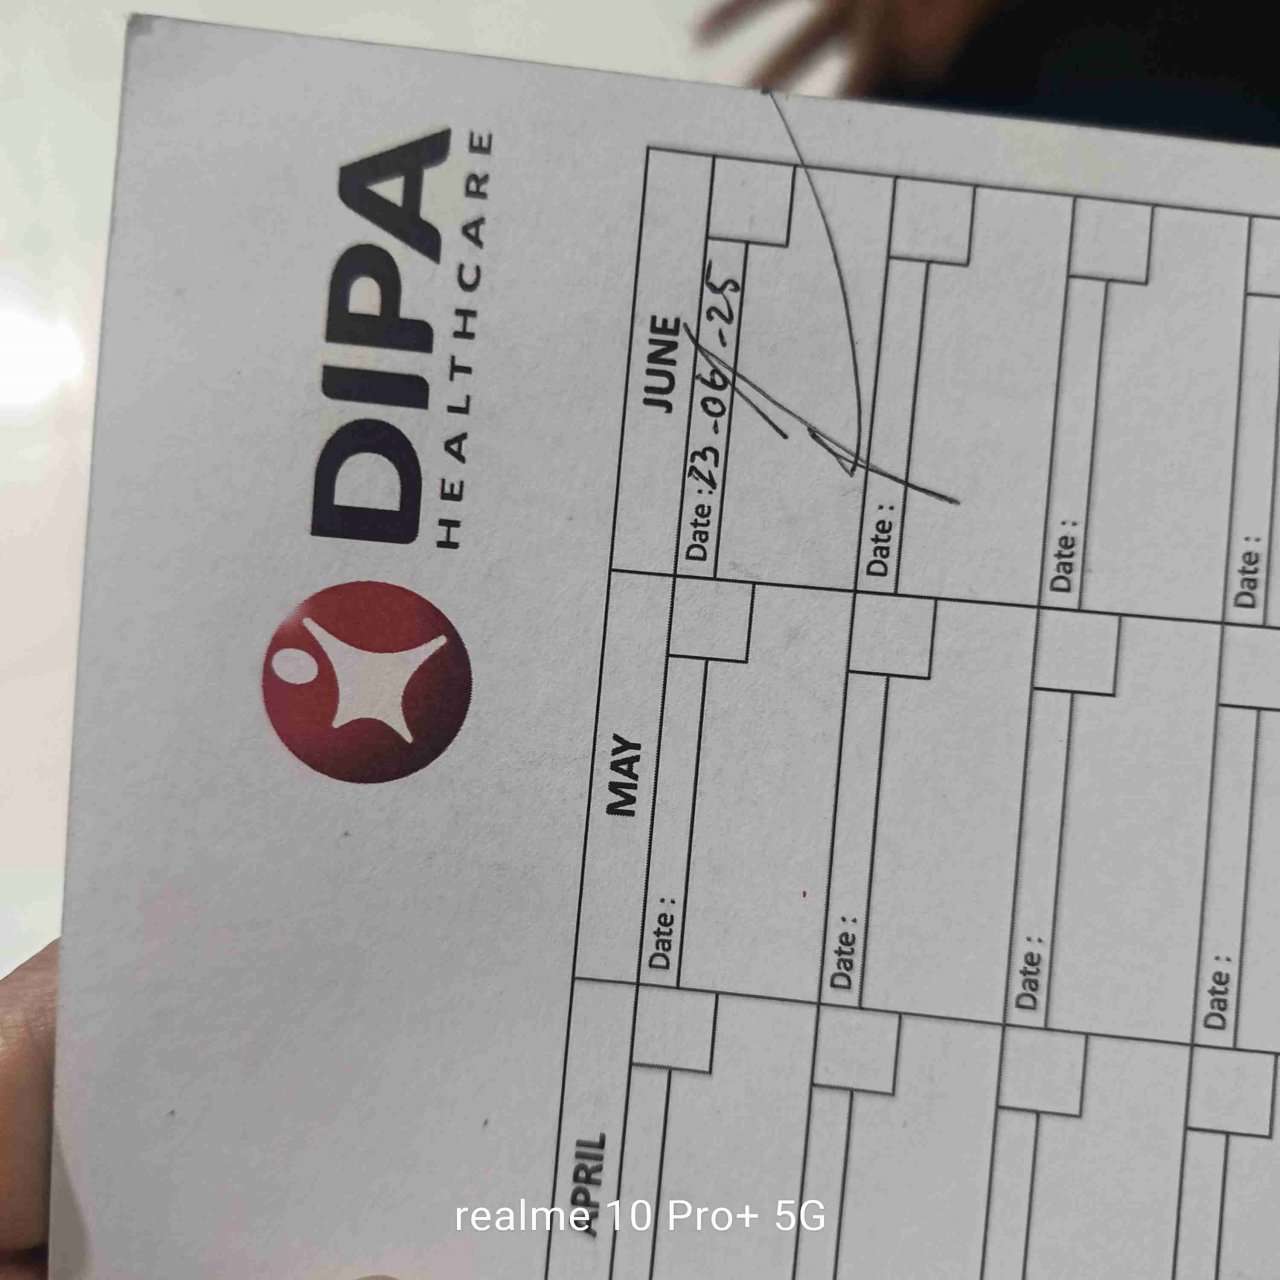 DIPA
HEALTHCARE
APRIL MAY JUNE
Date : Date : 23-06-25
Date : Date :
Date : Date :
Date : Date :
realme 10 Pro+ 5G